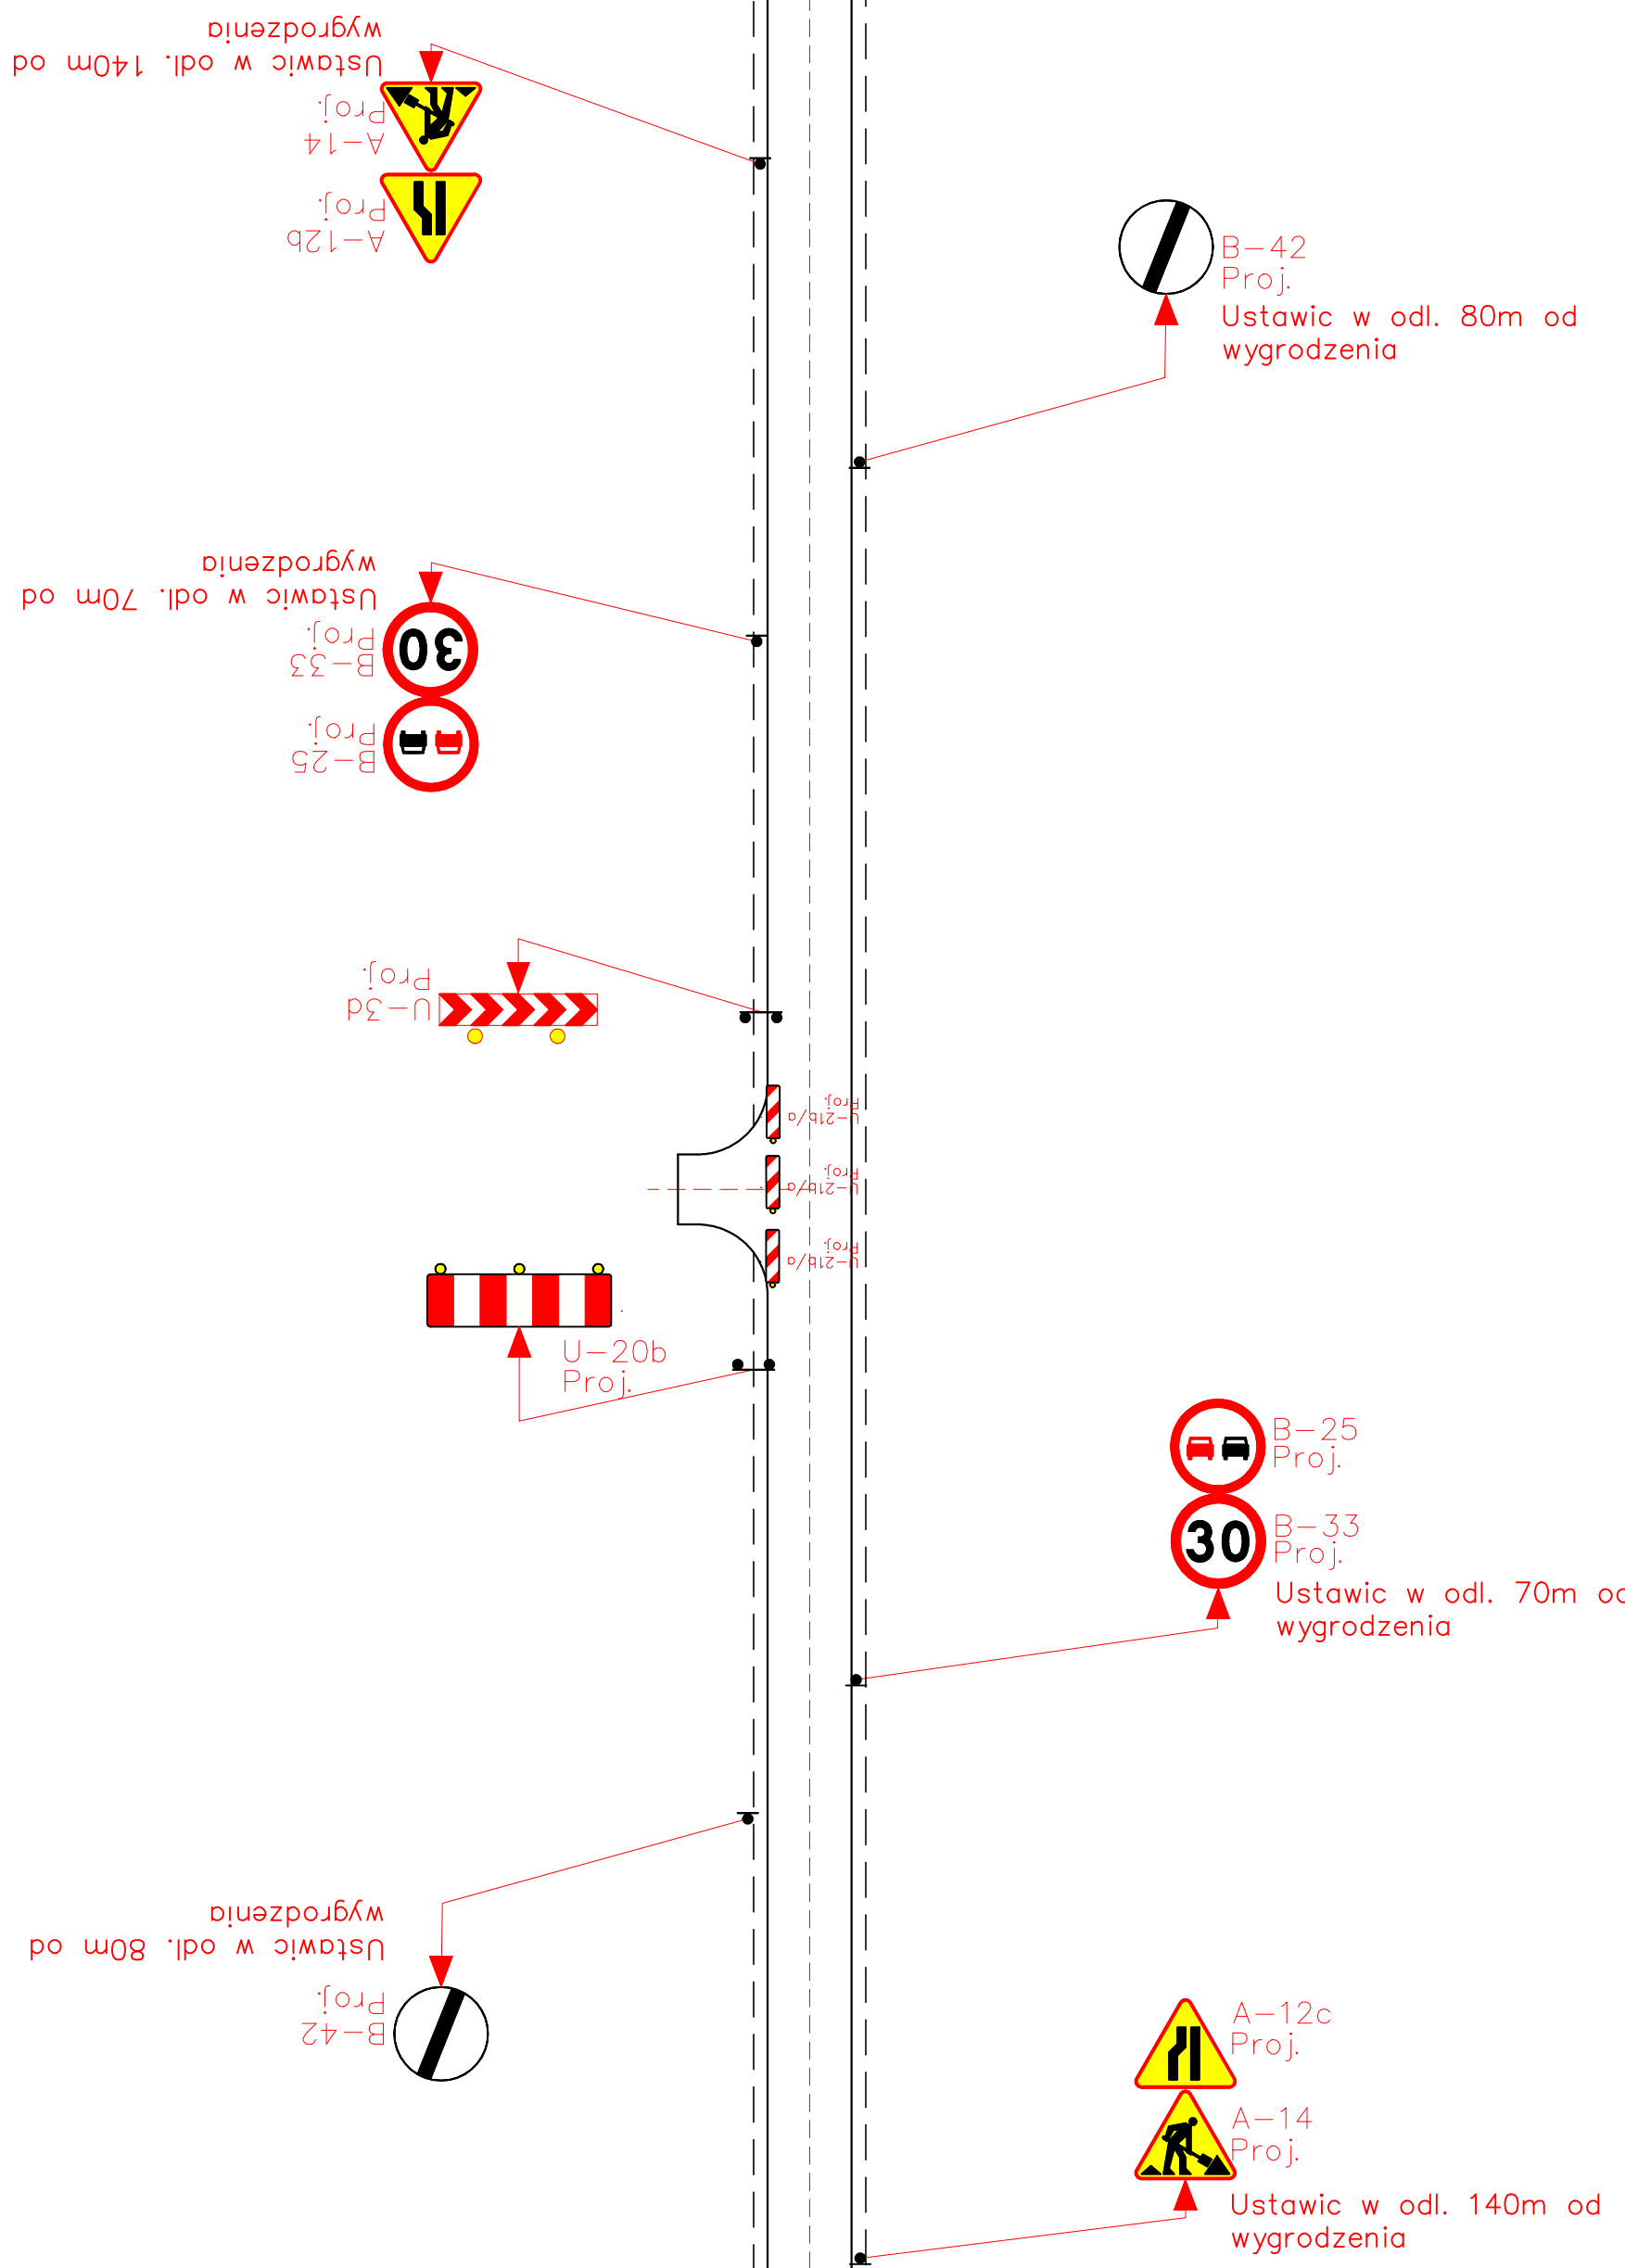 Ustawic w odl. 140m od
wygrodzenia
A-14
Proj.
A-12b
Proj.
B-42
Proj.
Ustawic w odl. 80m od
wygrodzenia
Ustawic w odl. 70m od
wygrodzenia
30
B-33
Proj.
B-25
Proj.
U-3d
Proj.
U-21b/a
Proj.
U-21b/a
Proj.
U-21b/a
Proj.
U-20b
Proj.
B-25
Proj.
30
B-33
Proj.
Ustawic w odl. 70m od
wygrodzenia
Ustawic w odl. 80m od
wygrodzenia
B-42
Proj.
A-12c
Proj.
A-14
Proj.
Ustawic w odl. 140m od
wygrodzenia